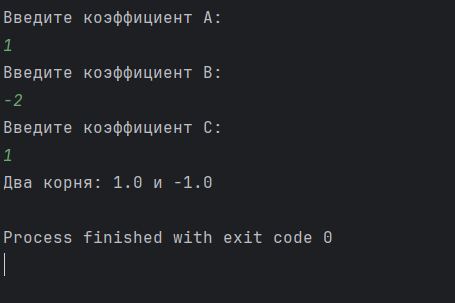 Введите коэффициент A:
1
Введите коэффициент B:
-2
Введите коэффициент C:
1
Два корня: 1.0 и -1.0
Process finished with exit code 0